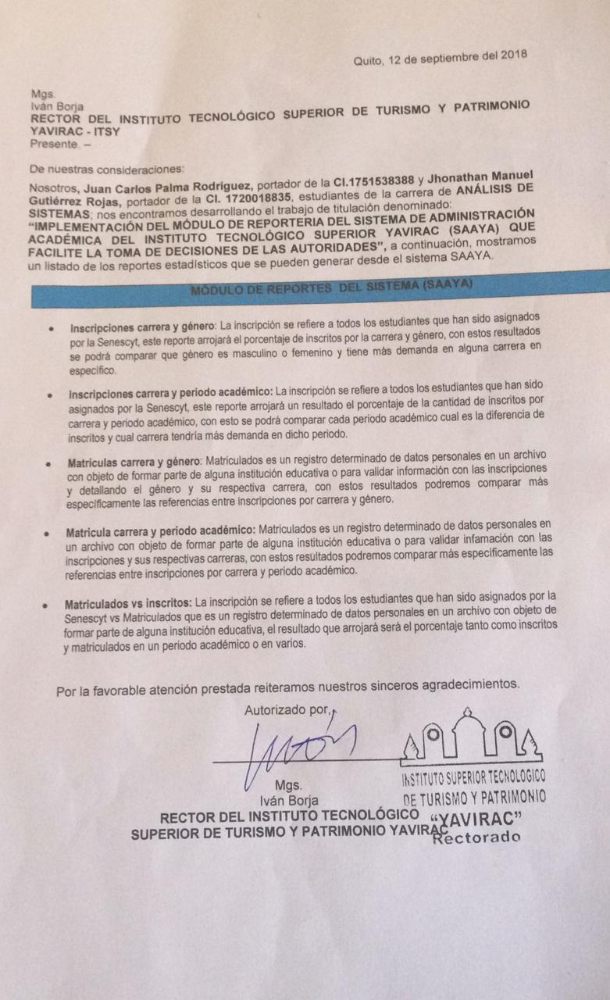 Quito, 12 de septiembre del 2018
Mgs.
Iván Borja
RECTOR DEL INSTITUTO TECNOLÓGICO SUPERIOR DE TURISMO Y PATRIMONIO
YAVIRAC - ITSY
Presente. –
De nuestras consideraciones:
Nosotros, Juan Carlos Palma Rodríguez, portador de la CI.1751538388 y Jhonathan Manuel
Gutiérrez Rojas, portador de la CI. 1720018835, estudiantes de la carrera de ANÁLISIS DE
SISTEMAS; nos encontramos desarrollando el trabajo de titulación denominado:
“IMPLEMENTACIÓN DEL MÓDULO DE REPORTERIA DEL SISTEMA DE ADMINISTRACIÓN
ACADÉMICA DEL INSTITUTO TECNOLÓGICO SUPERIOR YAVIRAC (SAAYA) QUE
FACILITE LA TOMA DE DECISIONES DE LAS AUTORIDADES”, a continuación, mostramos
un listado de los reportes estadísticos que se pueden generar desde el sistema SAAYA.
MÓDULO DE REPORTES DEL SISTEMA (SAAYA)
• Inscripciones carrera y género: La inscripción se refiere a todos los estudiantes que han sido asignados
por la Senescyt, este reporte arrojará el porcentaje de inscritos por la carrera y género, con estos resultados
se podrá comparar que género es masculino o femenino y tiene más demanda en alguna carrera en
específico.
• Inscripciones carrera y periodo académico: La inscripción se refiere a todos los estudiantes que han sido
asignados por la Senescyt, este reporte arrojará un resultado el porcentaje de la cantidad de inscritos por
carrera y periodo académico, con esto se podrá comparar cada periodo académico cual es la diferencia de
inscritos y cual carrera tendría más demanda en dicho periodo.
• Matriculas carrera y género: Matriculados es un registro determinado de datos personales en un archivo
con objeto de formar parte de alguna institución educativa o para validar información con las inscripciones
y detallando el género y su respectiva carrera, con estos resultados podremos comparar más
específicamente las referencias entre inscripciones por carrera y género.
• Matricula carrera y periodo académico: Matriculados es un registro determinado de datos personales en
un archivo con objeto de formar parte de alguna institución educativa o para validar infamación con las
inscripciones y sus respectivas carreras, con estos resultados podremos comparar más específicamente las
referencias entre inscripciones por carrera y periodo académico.
• Matriculados vs inscritos: La inscripción se refiere a todos los estudiantes que han sido asignados por la
Senescyt vs Matriculados que es un registro determinado de datos personales en un archivo con objeto de
formar parte de alguna institución educativa, el resultado que arrojará será el porcentaje tanto como inscritos
y matriculados en un periodo académico o en varios.
Por la favorable atención prestada reiteramos nuestros sinceros agradecimientos.
Autorizado por,
Mgs.
Iván Borja
RECTOR DEL INSTITUTO TECNOLÓGICO
SUPERIOR DE TURISMO Y PATRIMONIO YAVIRAC
INSTITUTO SUPERIOR TECNOLOGICO
DE TURISMO Y PATRIMONIO
“YAVIRAC”
Rectorado